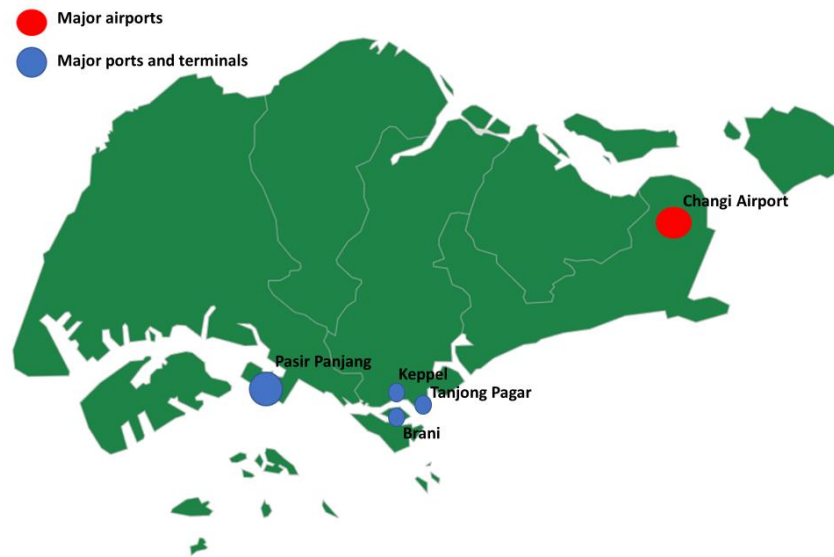 Major airports
Major ports and terminals
Changi Airport
Pasir Panjang
Keppel
Tanjong Pagar
Brani